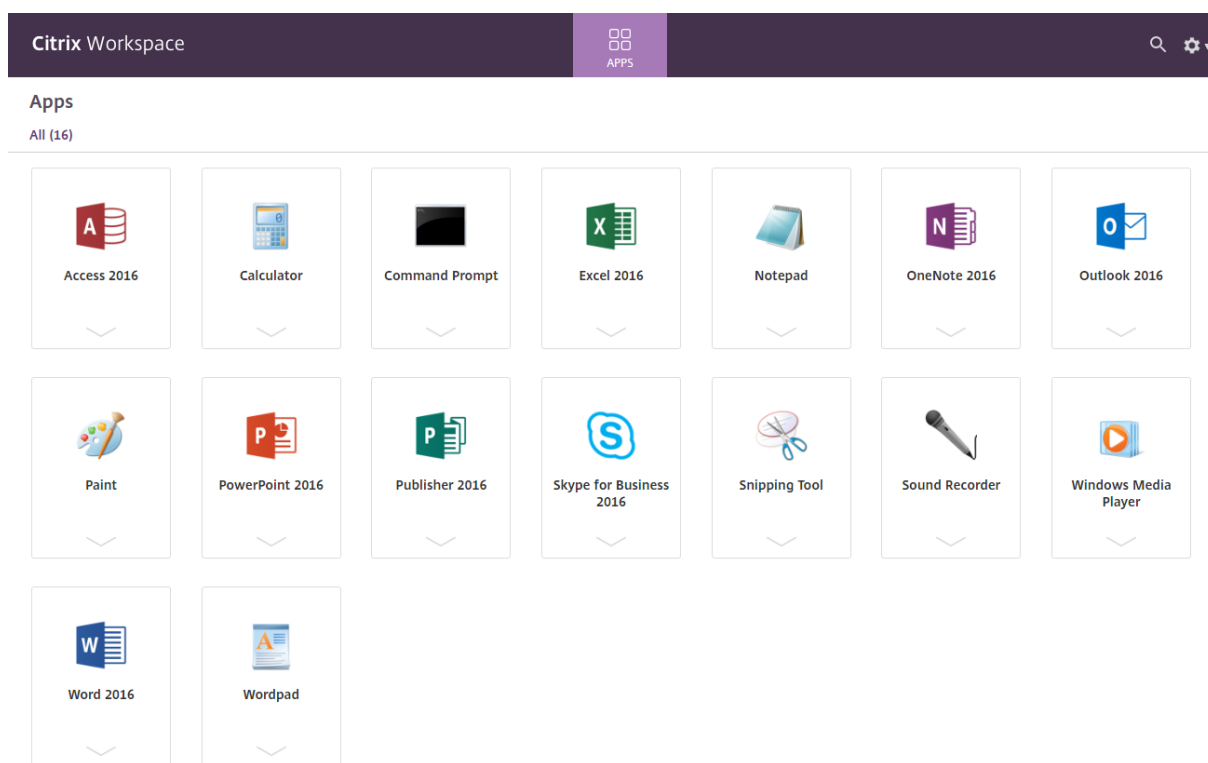 Citrix Workspace
APPS
Apps
All (16)
Access 2016
Calculator
Command Prompt
Excel 2016
Notepad
OneNote 2016
Outlook 2016
Paint
PowerPoint 2016
Publisher 2016
Skype for Business
2016
Snipping Tool
Sound Recorder
Windows Media
Player
Word 2016
Wordpad